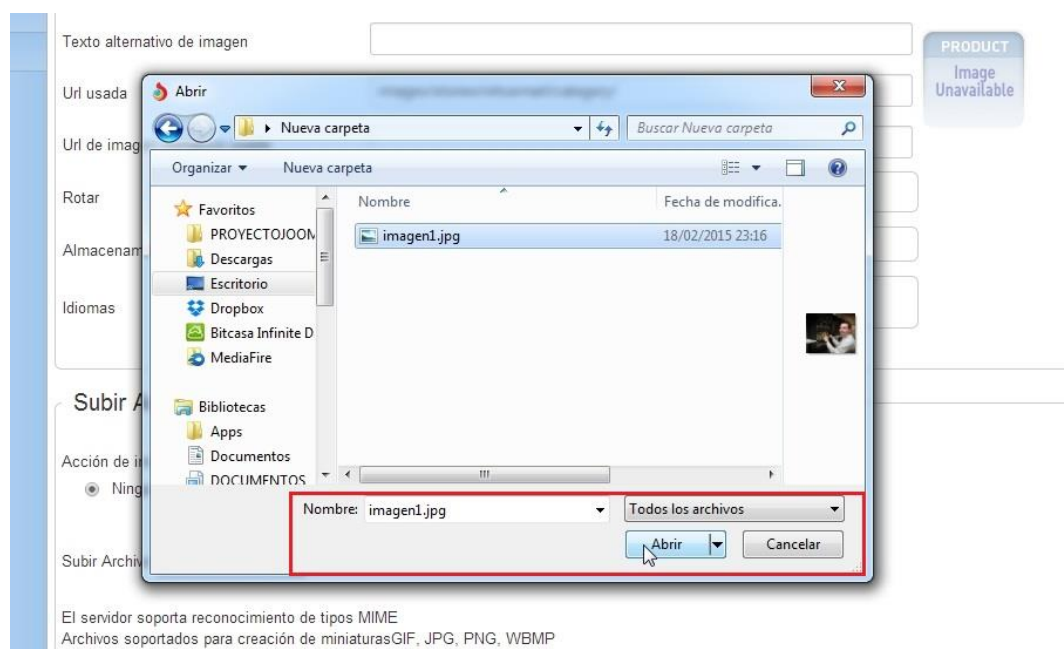 Texto alternativo de imagen
PRODUCT
Image
Unavailable
Url usada
Abrir
Nueva carpeta
Buscar Nueva carpeta
Url de imag
Organizar
Nueva carpeta
Rotar
Nombre
Fecha de modifica.
Favoritos
PROYECTOJOOM
imagen1.jpg
18/02/2015 23:16
Almacenam
Descargas
Escritorio
Idiomas
Dropbox
Bitcasa Infinite D
MediaFire
Subir A
Bibliotecas
Apps
Acción de i
Documentos
Ning
DOCUMENTOS
Nombre: imagen1.jpg
Todos los archivos
Abrir
Cancelar
Subir Archiv
El servidor soporta reconocimiento de tipos MIME
Archivos soportados para creación de miniaturasGIF, JPG, PNG, WBMP